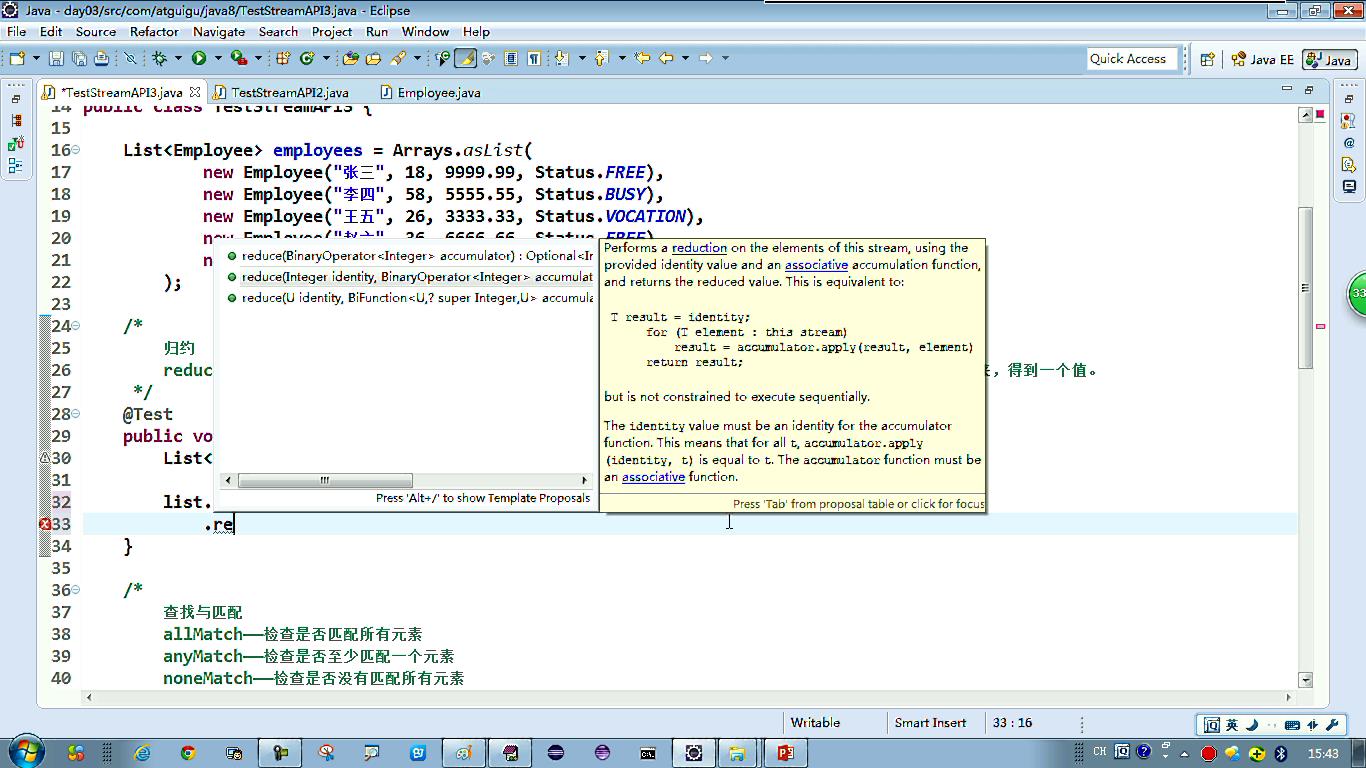 Java - day03/src/com/atguigu/java8/TestStreamAPI3.java - Eclipse
File Edit Source Refactor Navigate Search Project Run Window Help
Quick Access
Java EE
Java
*TestStreamAPI3.java
TestStreamAPI2.java
Employee.java
14 public class TestStreamAPI3 {
15
16 List<Employee> employees = Arrays.asList(
17 new Employee("张三", 18, 9999.99, Status.FREE),
18 new Employee("李四", 58, 5555.55, Status.BUSY),
19 new Employee("王五", 26, 3333.33, Status.VOCATION),
20 new Employee("赵六", 36, 6666.66, Status.FREE),
21 n
22 );
23
24 /*
25 归约
26 reduc
，得到一个值。
27 */
28 @Test
29 public vo
30 List<
31
32 list.
33 .re
34 }
35
36 /*
37 查找与匹配
38 allMatch——检查是否匹配所有元素
39 anyMatch——检查是否至少匹配一个元素
40 noneMatch——检查是否没有匹配所有元素
reduce(BinaryOperator<Integer> accumulator) : Optional<Ir
reduce(Integer identity, BinaryOperator<Integer> accumulat
reduce(U identity, BiFunction<U,? super Integer,U> accumula
Press 'Alt+/' to show Template Proposals
Performs a reduction on the elements of this stream, using the
provided identity value and an associative accumulation function,
and returns the reduced value. This is equivalent to:
T result = identity;
for (T element : this stream)
result = accumulator.apply(result, element)
return result;
but is not constrained to execute sequentially.
The identity value must be an identity for the accumulator
function. This means that for all t, accumulator.apply
(identity, t) is equal to t. The accumulator function must be
an associative function.
Press 'Tab' from proposal table or click for focus
33
Writable
Smart Insert
33 : 16
英
CH
15:43